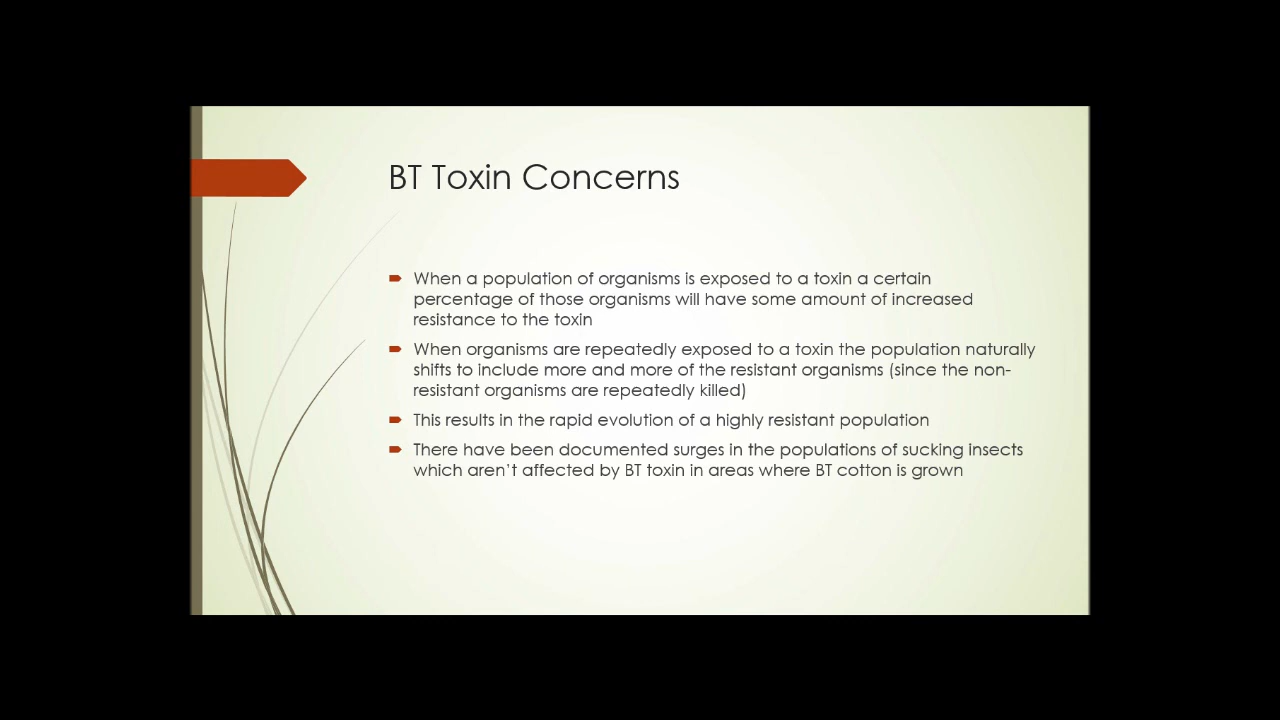 BT Toxin Concerns
When a population of organisms is exposed to a toxin a certain
percentage of those organisms will have some amount of increased
resistance to the toxin
When organisms are repeatedly exposed to a toxin the population naturally
shifts to include more and more of the resistant organisms (since the non-
resistant organisms are repeatedly killed)
This results in the rapid evolution of a highly resistant population
There have been documented surges in the populations of sucking insects
which aren't affected by BT toxin in areas where BT cotton is grown